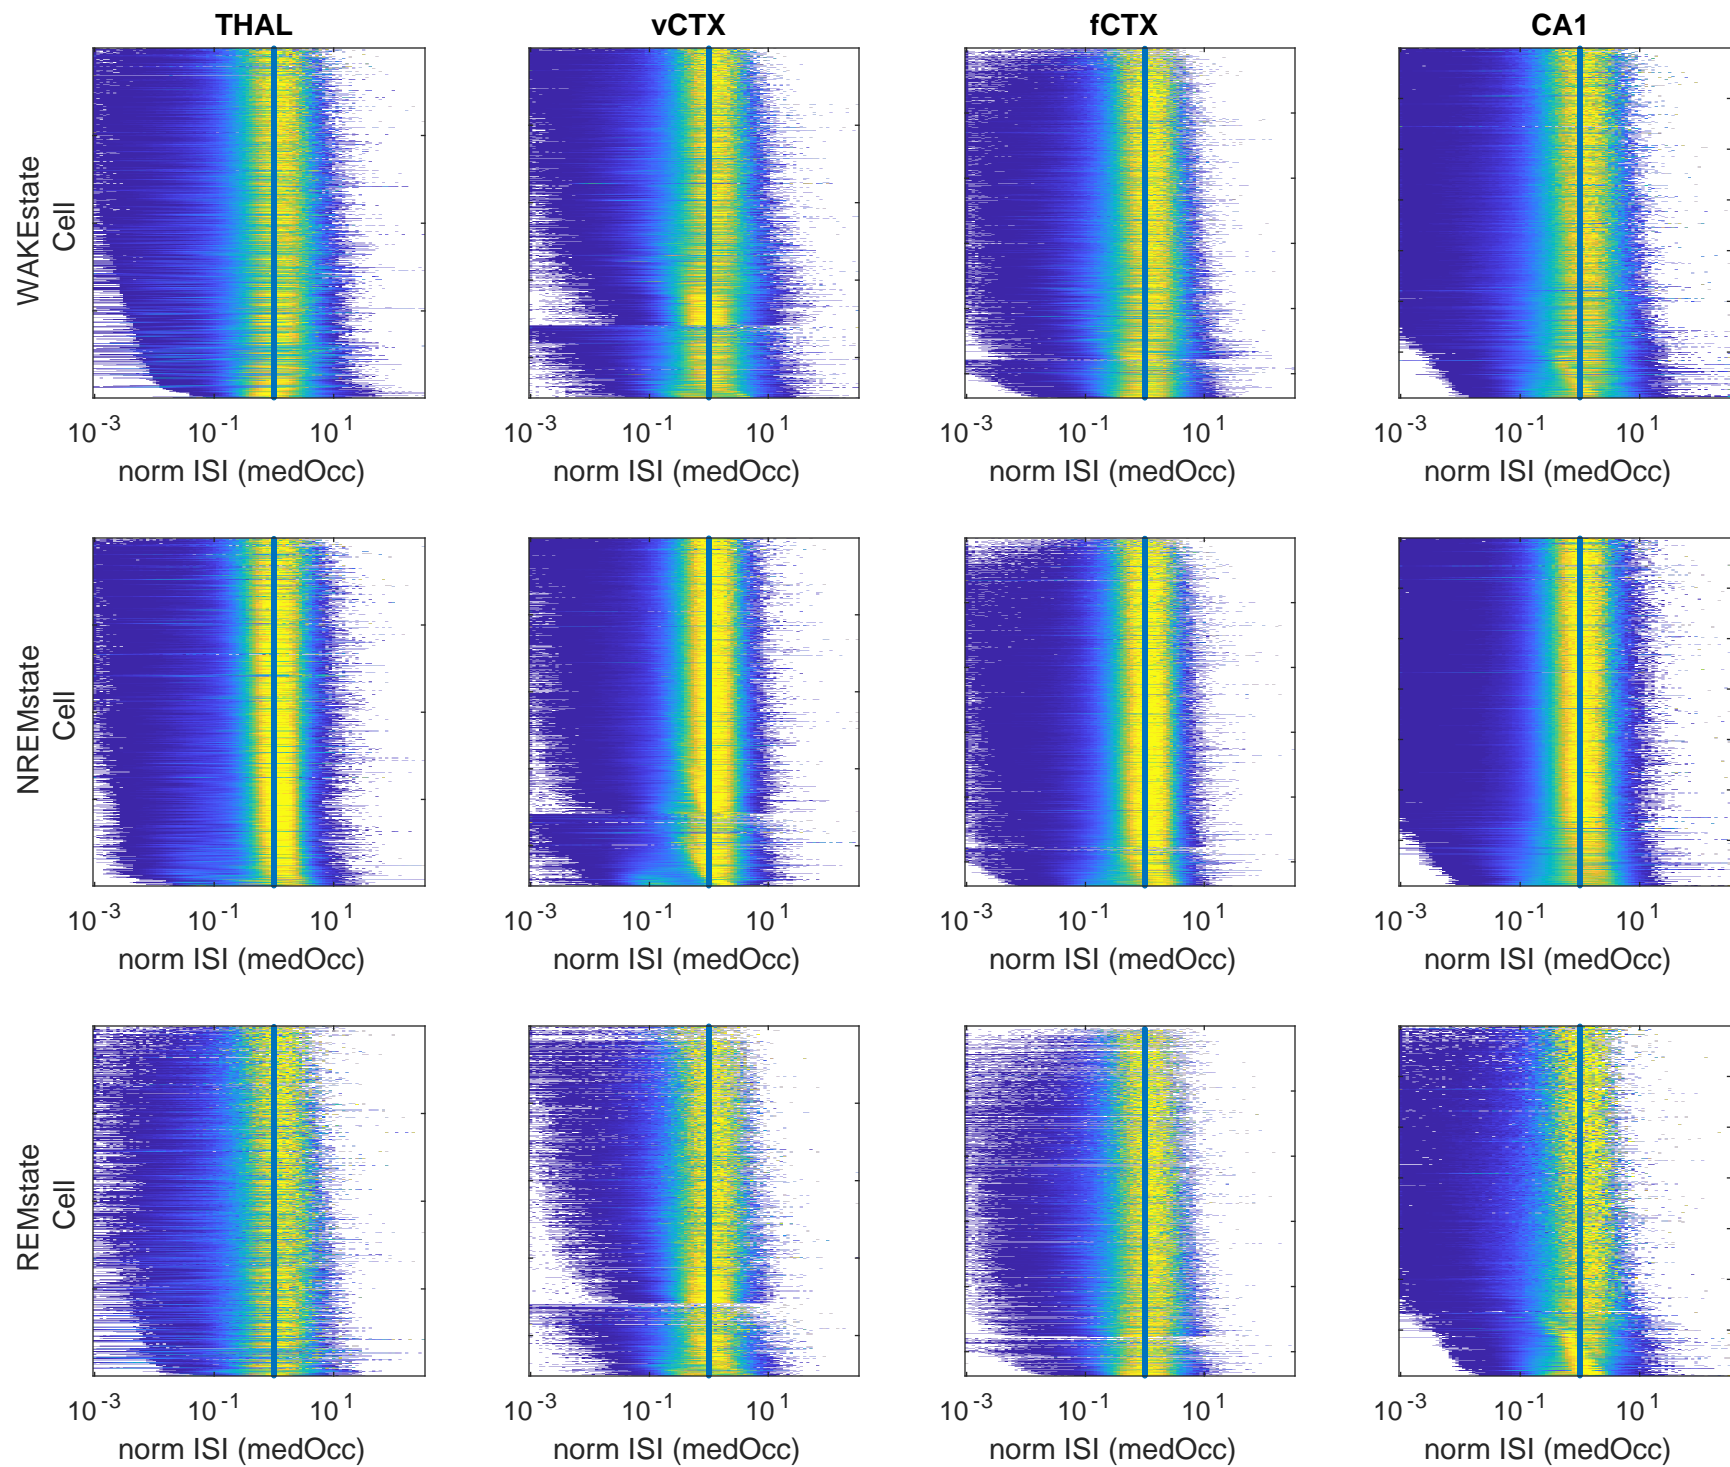 THAL vCTX fCTX CA1
WAKEstate
Cell
10^-3 10^-1 10^1 10^-3 10^-1 10^1 10^-3 10^-1 10^1 10^-3 10^-1 10^1
norm ISI (medOcc) norm ISI (medOcc) norm ISI (medOcc) norm ISI (medOcc)
NREMstate
Cell
10^-3 10^-1 10^1 10^-3 10^-1 10^1 10^-3 10^-1 10^1 10^-3 10^-1 10^1
norm ISI (medOcc) norm ISI (medOcc) norm ISI (medOcc) norm ISI (medOcc)
REMstate
Cell
10^-3 10^-1 10^1 10^-3 10^-1 10^1 10^-3 10^-1 10^1 10^-3 10^-1 10^1
norm ISI (medOcc) norm ISI (medOcc) norm ISI (medOcc) norm ISI (medOcc)